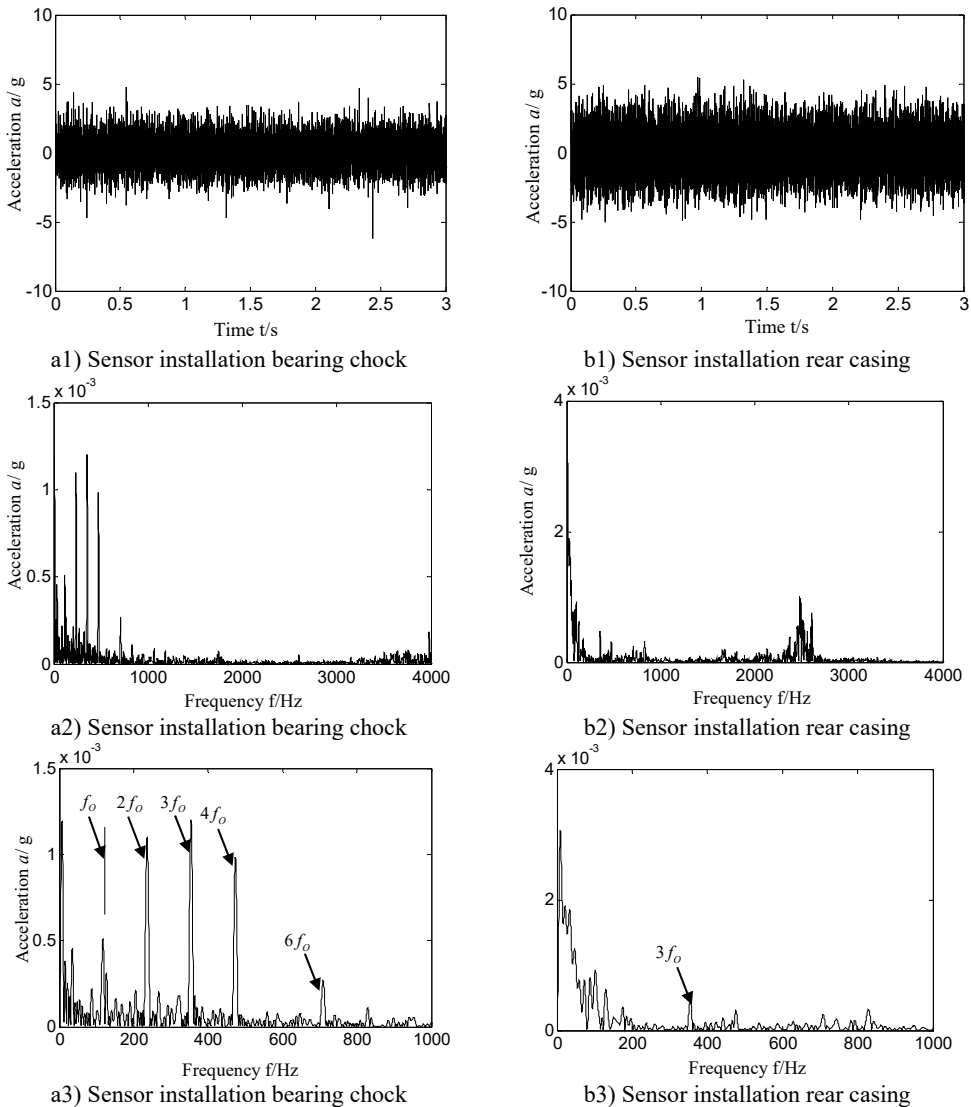 10
5
0
-5
-10
0 0.5 1 1.5 2 2.5 3
Acceleration a/ g
Time t/s
a1) Sensor installation bearing chock
10
5
0
-5
-10
0 0.5 1 1.5 2 2.5 3
Acceleration a/ g
Time t/s
b1) Sensor installation rear casing
x 10⁻³
1.5
1
0.5
0
0 1000 2000 3000 4000
Acceleration a/ g
Frequency f/Hz
a2) Sensor installation bearing chock
x 10⁻³
4
2
0
0 1000 2000 3000 4000
Acceleration a/ g
Frequency f/Hz
b2) Sensor installation rear casing
x 10⁻³
1.5
1
0.5
0
0 200 400 600 800 1000
fₒ
2fₒ
3fₒ
4fₒ
6fₒ
Acceleration a/ g
Frequency f/Hz
a3) Sensor installation bearing chock
x 10⁻³
4
2
0
0 200 400 600 800 1000
3fₒ
Acceleration a/ g
Frequency f/Hz
b3) Sensor installation rear casing